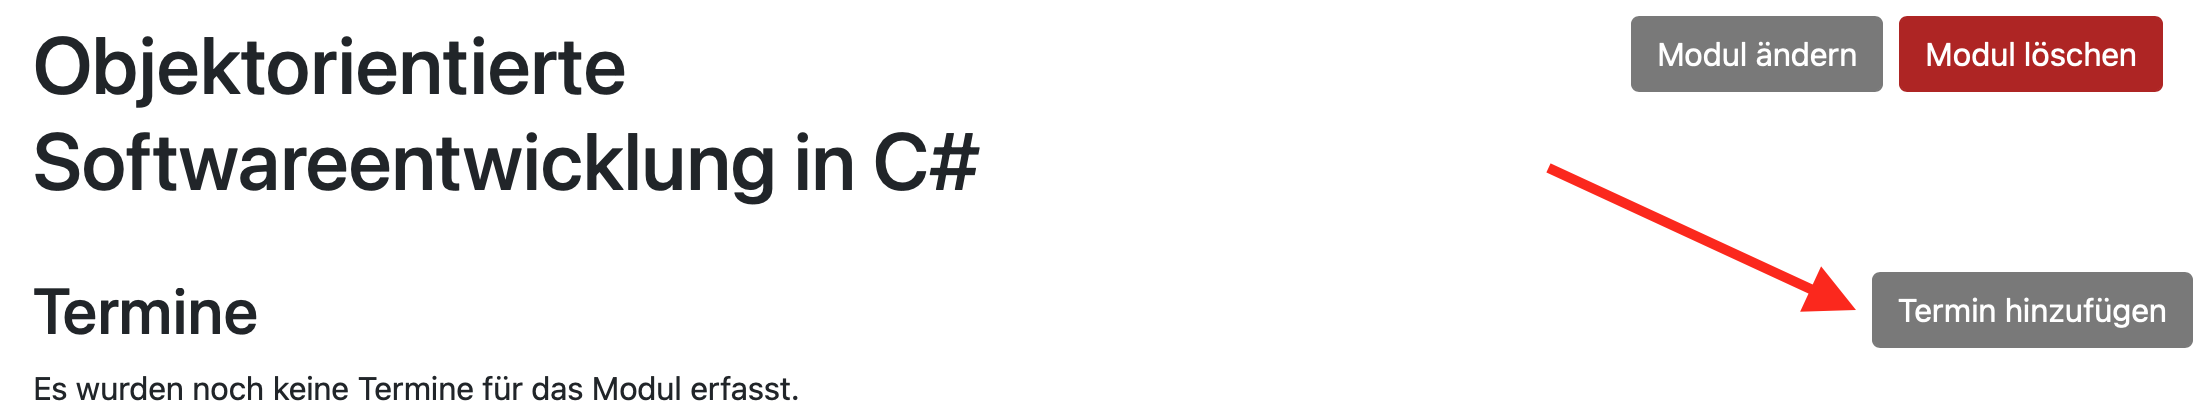 Objektorientierte
Softwareentwicklung in C#
Modul ändern
Modul löschen
Termine
Termin hinzufügen
Es wurden noch keine Termine für das Modul erfasst.